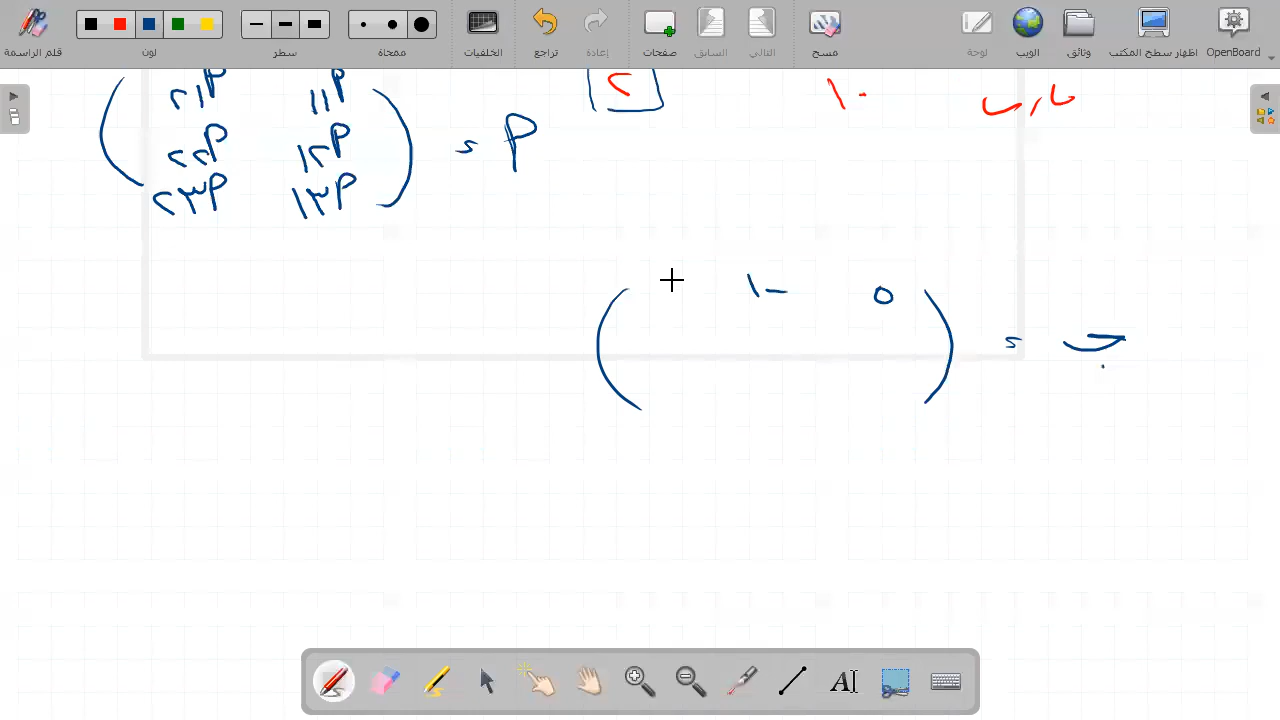 قلم الراسمة لون سطر ممحاة الخلفيات تراجع إعادة صفحات السابق التالي مسح لوحة الويب وثائق اظهار سطح المكتب OpenBoard
٢ ١٠ س، ب
١١م ٢١م
م = ١٢م ٢٢م
١٣م ٢٣م
ب = ( ٥ -١ )
AI